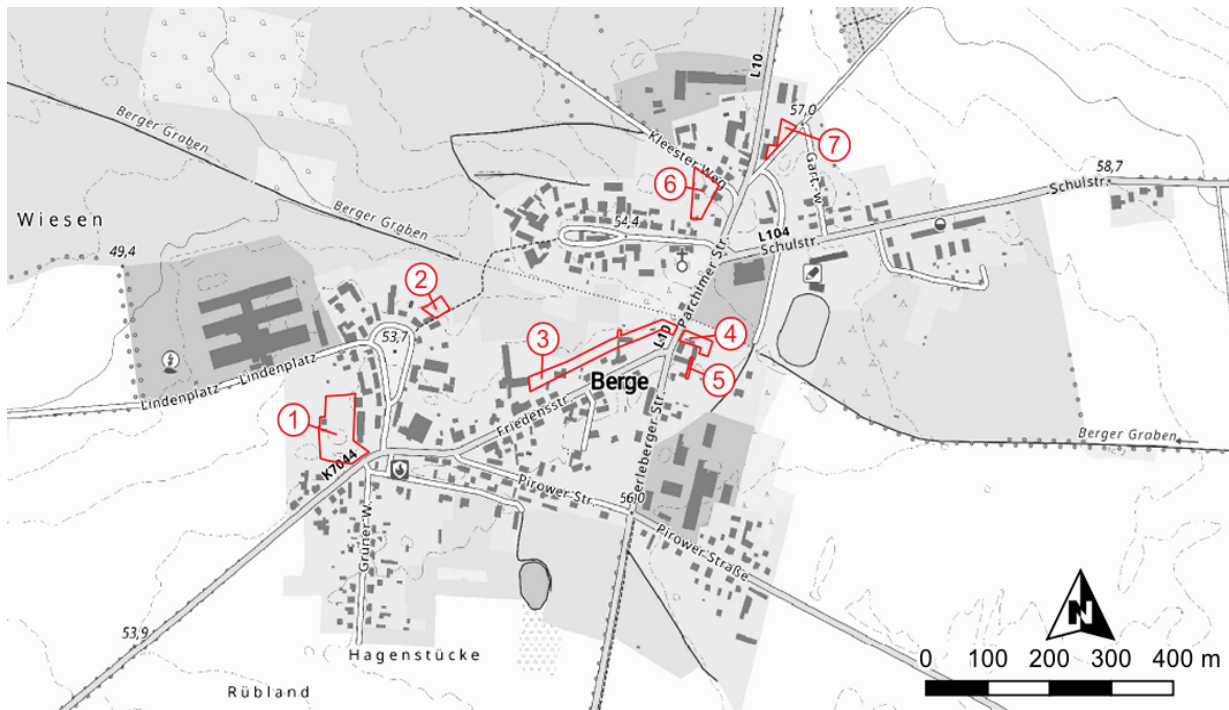 L10
57,0
Berger Graben
Kleester Weg
7
Gart. w.
58,7
Schulstr.
6
Wiesen
Berger Graben
54,4
L104
Schulstr.
49,4
2
Parchimer Str.
53,7
3
L10
4
Lindenplatz
Lindenplatz
Berge
5
1
Friedensstr.
Berger Graben
K7044
Pirower Str.
erleberger Str.
56,0
Grüner W.
Pirower Straße
N
53,9
Hagenstücke
0 100 200 300 400 m
Rübland